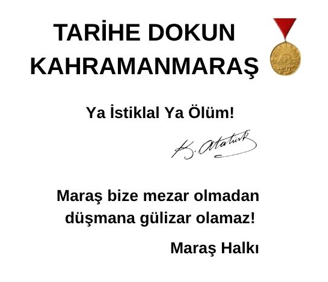 TARİHE DOKUN
KAHRAMANMARAŞ
Ya İstiklal Ya Ölüm!
K. Atatürk
Maraş bize mezar olmadan
düşmana gülizar olamaz!
Maraş Halkı